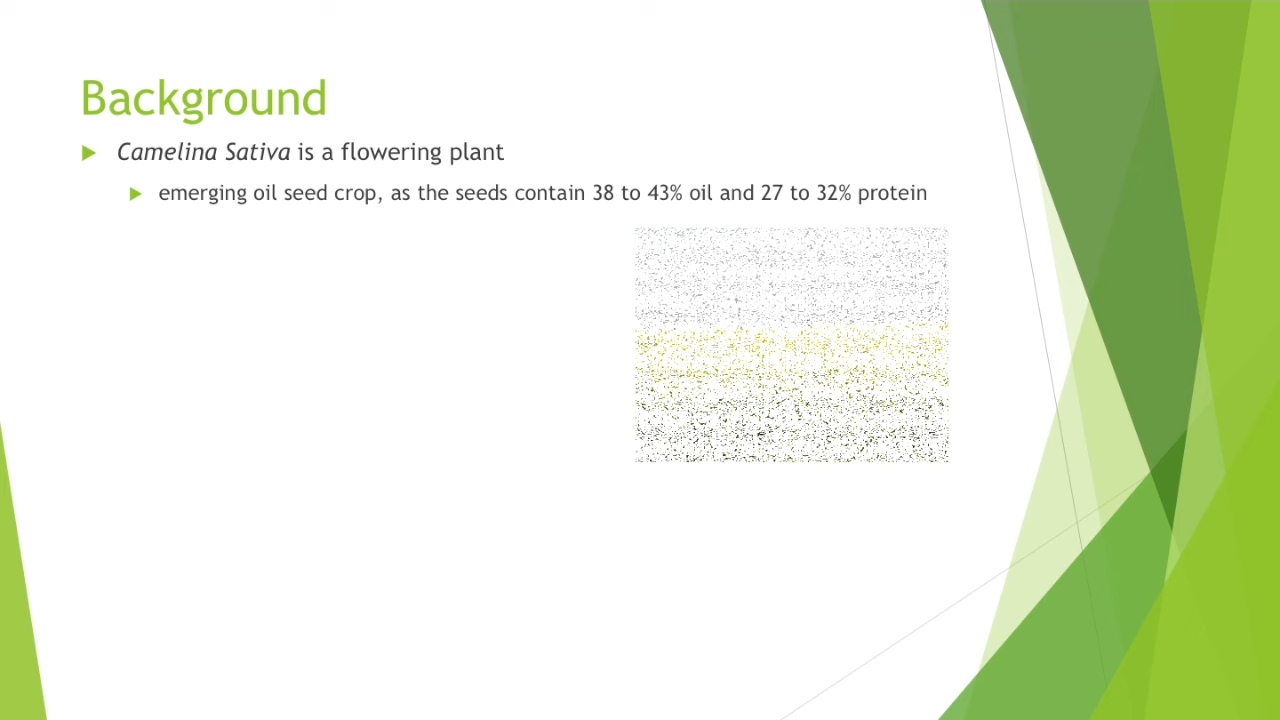 Background
Camelina Sativa is a flowering plant
emerging oil seed crop, as the seeds contain 38 to 43% oil and 27 to 32% protein